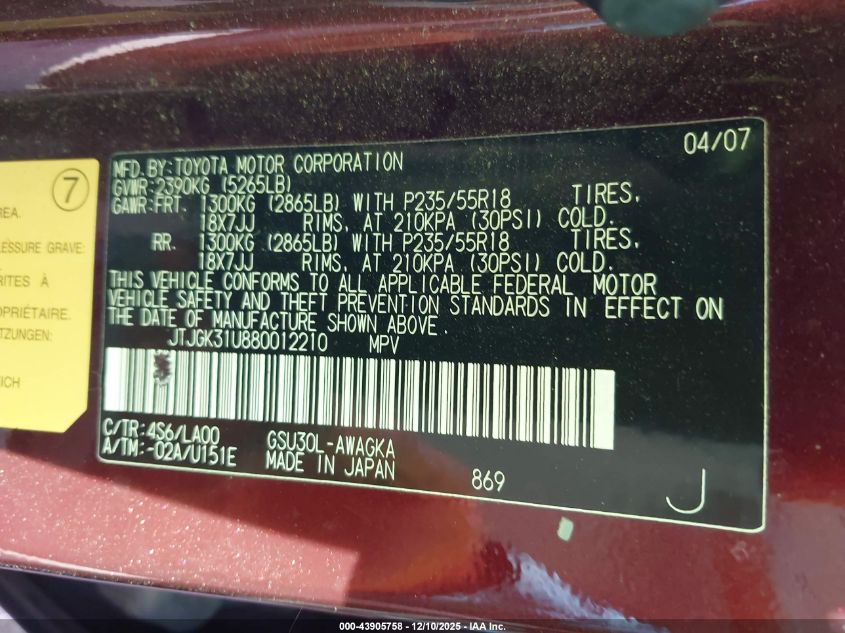 04/07
MFD.BY:TOYOTA MOTOR CORPORATION
GVWR:2390KG (5265LB)
GAWR:FRT. 1300KG (2865LB) WITH P235/55R18 TIRES,
18X7JJ RIMS, AT 210KPA (30PSI) COLD.
RR. 1300KG (2865LB) WITH P235/55R18 TIRES,
18X7JJ RIMS, AT 210KPA (30PSI) COLD.
THIS VEHICLE CONFORMS TO ALL APPLICABLE FEDERAL MOTOR
VEHICLE SAFETY AND THEFT PREVENTION STANDARDS IN EFFECT ON
THE DATE OF MANUFACTURE SHOWN ABOVE.
JTJGK31U880012210 MPV
C/TR:4S6/LA00 GSU30L-AWAGKA
A/TM:-02A/U151E MADE IN JAPAN
869
J
7
REA.
ESSURE GRAVE:
RITES À
OPRIÉTAIRE.
TZUNGEN:
ICH
000-43905758 - 12/10/2025 - IAA Inc.